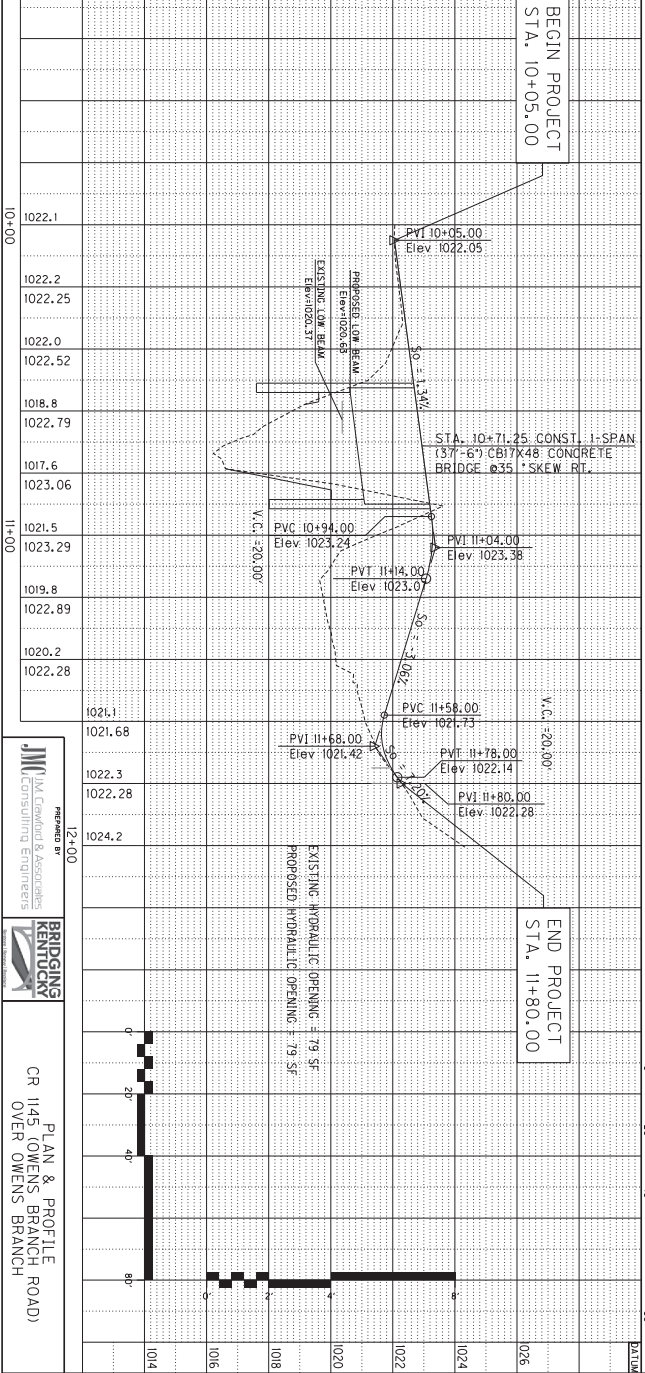 BEGIN PROJECT
STA. 10+05.00
PVI 10+05.00
Elev 1022.05
PROPOSED LOW BEAM
Elev=1020.63
EXISTING LOW BEAM
Elev=1020.37
So = 1.34%
STA. 10+71.25 CONST. 1-SPAN
(37'-6") CB17X48 CONCRETE
BRIDGE @35 ° SKEW RT.
PVC 10+94.00
Elev 1023.24
V.C. =20.00'
PVI 11+04.00
Elev 1023.38
PVT 11+14.00
Elev 1023.07
So = -3.06%
PVC 11+58.00
Elev 1021.73
V.C. =20.00'
PVI 11+68.00
Elev 1021.42
So = 7.20%
PVT 11+78.00
Elev 1022.14
PVI 11+80.00
Elev 1022.28
END PROJECT
STA. 11+80.00
EXISTING HYDRAULIC OPENING = 79 SF
PROPOSED HYDRAULIC OPENING = 79 SF
1022.1
1022.2
1022.25
1022.0
1022.52
1018.8
1022.79
1017.6
1023.06
1021.5
1023.29
1019.8
1022.89
1020.2
1022.28
1021.1
1021.68
1022.3
1022.28
1024.2
10+00
11+00
12+00
DATUM
1026
1024
1022
1020
1018
1016
1014
0'
20'
40'
80'
0'
2'
4'
8'
PREPARED BY
JMC J.M. Crawford & Associates
Consulting Engineers
BRIDGING
KENTUCKY
PLAN & PROFILE
CR 1145 (OWENS BRANCH ROAD)
OVER OWENS BRANCH